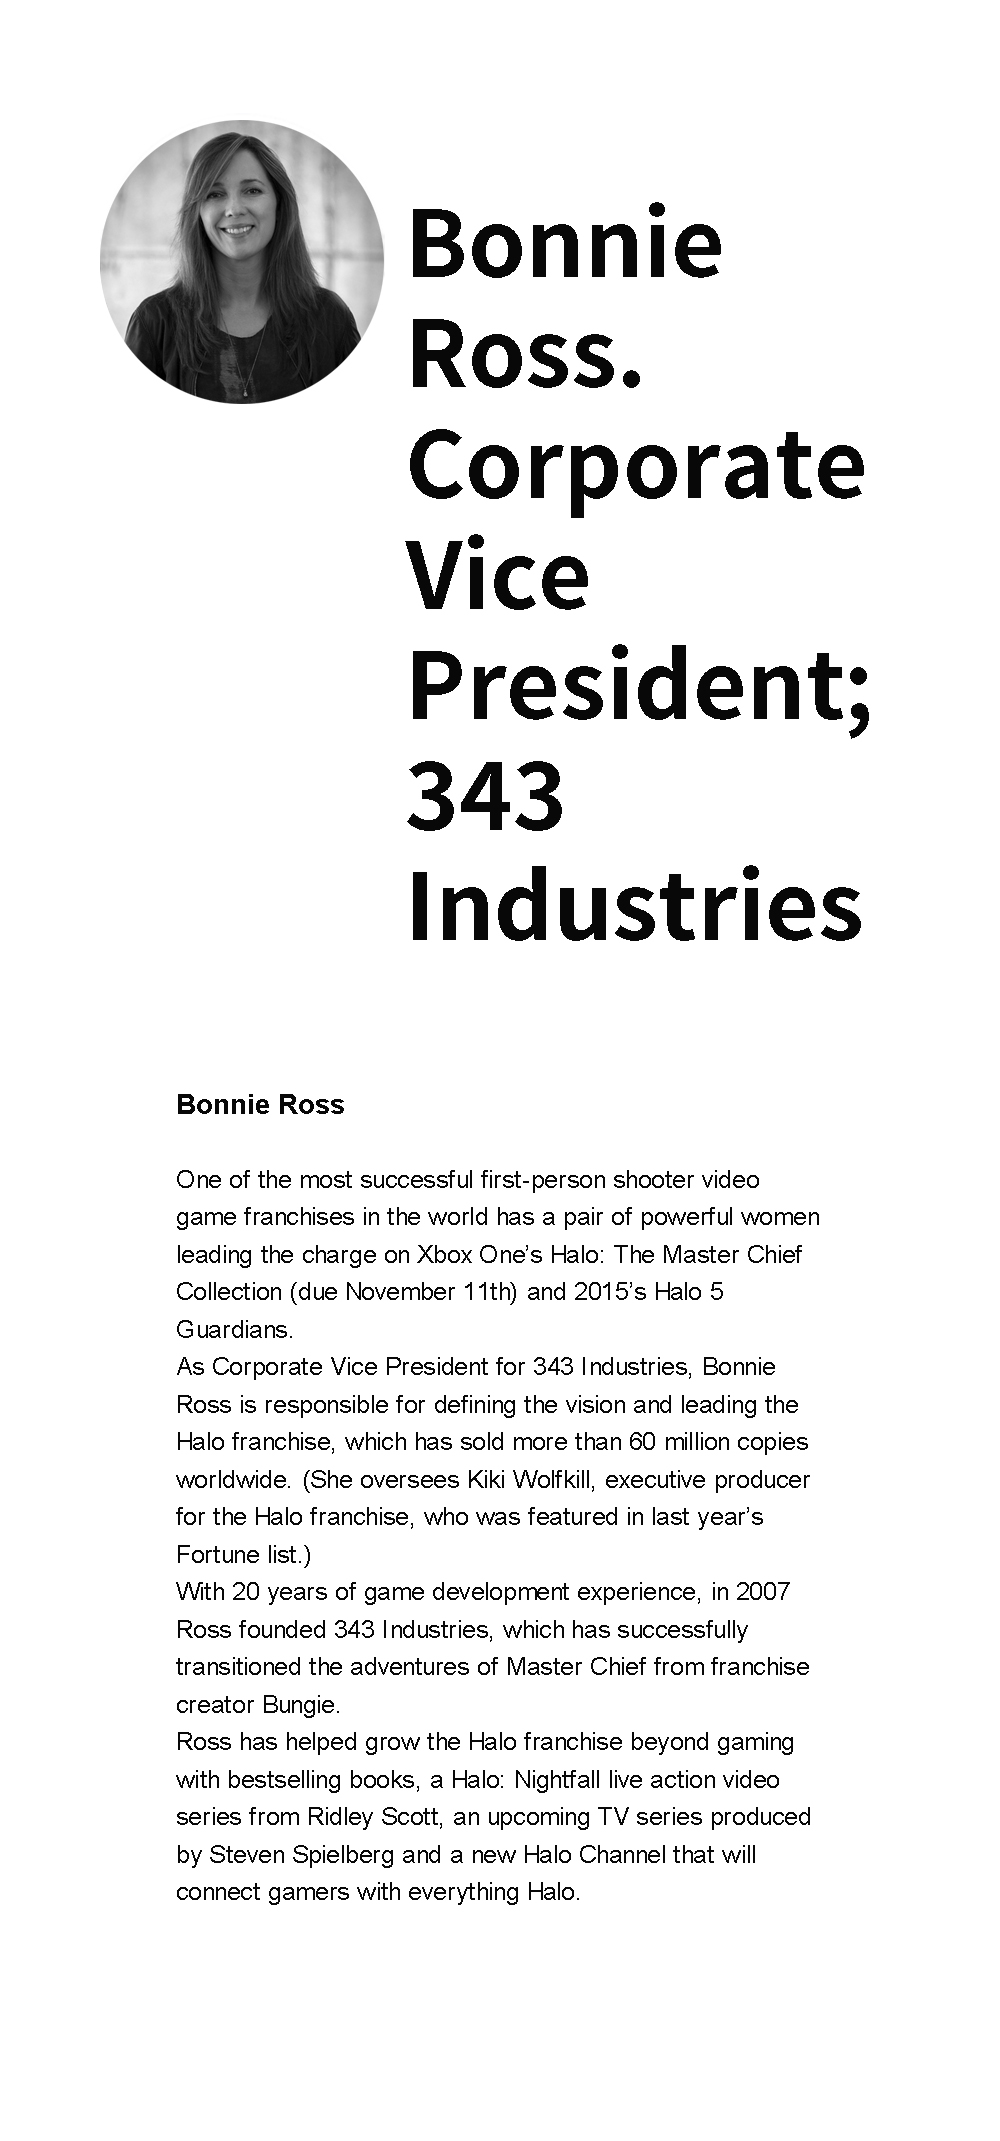 Bonnie
Ross.
Corporate
Vice
President;
343
Industries
Bonnie Ross
One of the most successful first-person shooter video
game franchises in the world has a pair of powerful women
leading the charge on Xbox One’s Halo: The Master Chief
Collection (due November 11th) and 2015’s Halo 5
Guardians.
As Corporate Vice President for 343 Industries, Bonnie
Ross is responsible for defining the vision and leading the
Halo franchise, which has sold more than 60 million copies
worldwide. (She oversees Kiki Wolfkill, executive producer
for the Halo franchise, who was featured in last year’s
Fortune list.)
With 20 years of game development experience, in 2007
Ross founded 343 Industries, which has successfully
transitioned the adventures of Master Chief from franchise
creator Bungie.
Ross has helped grow the Halo franchise beyond gaming
with bestselling books, a Halo: Nightfall live action video
series from Ridley Scott, an upcoming TV series produced
by Steven Spielberg and a new Halo Channel that will
connect gamers with everything Halo.